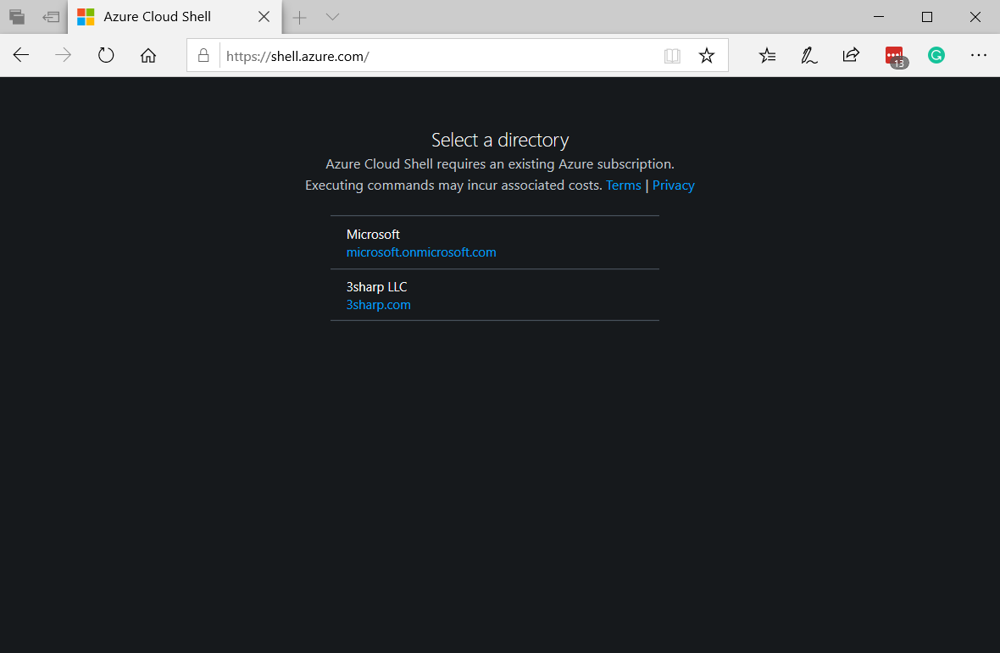 Azure Cloud Shell
https://shell.azure.com/
13
Select a directory
Azure Cloud Shell requires an existing Azure subscription.
Executing commands may incur associated costs. Terms | Privacy
Microsoft
microsoft.onmicrosoft.com
3sharp LLC
3sharp.com